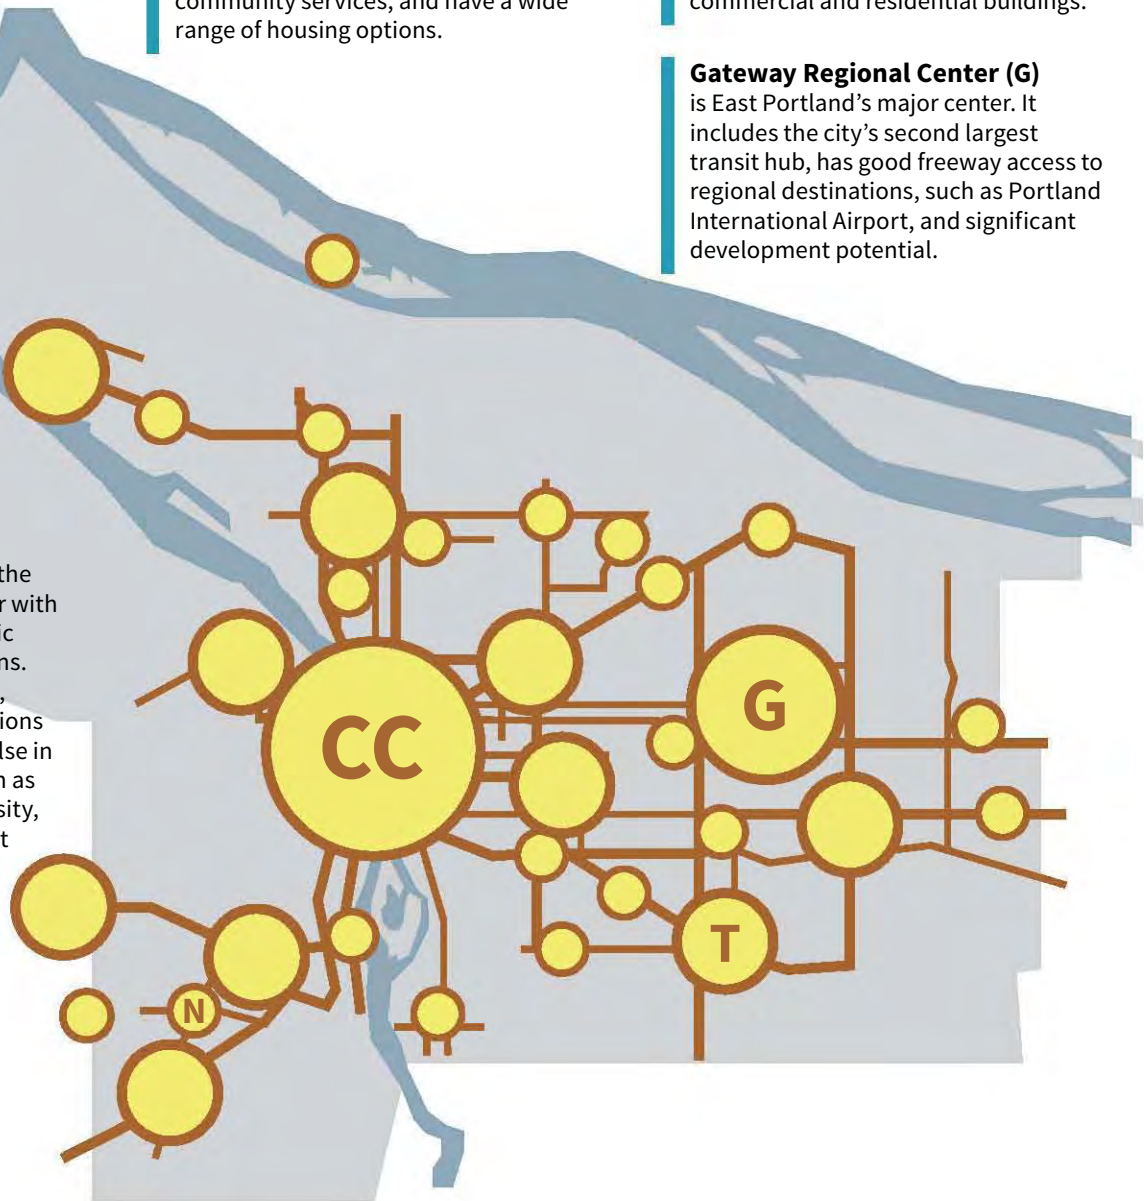 community services, and have a wide
range of housing options.
commercial and residential buildings.
Gateway Regional Center (G)
is East Portland’s major center. It
includes the city’s second largest
transit hub, has good freeway access to
regional destinations, such as Portland
International Airport, and significant
development potential.
the
r with
ic
ns.
,
ions
lse in
h as
sity,
t
CC
G
T
N